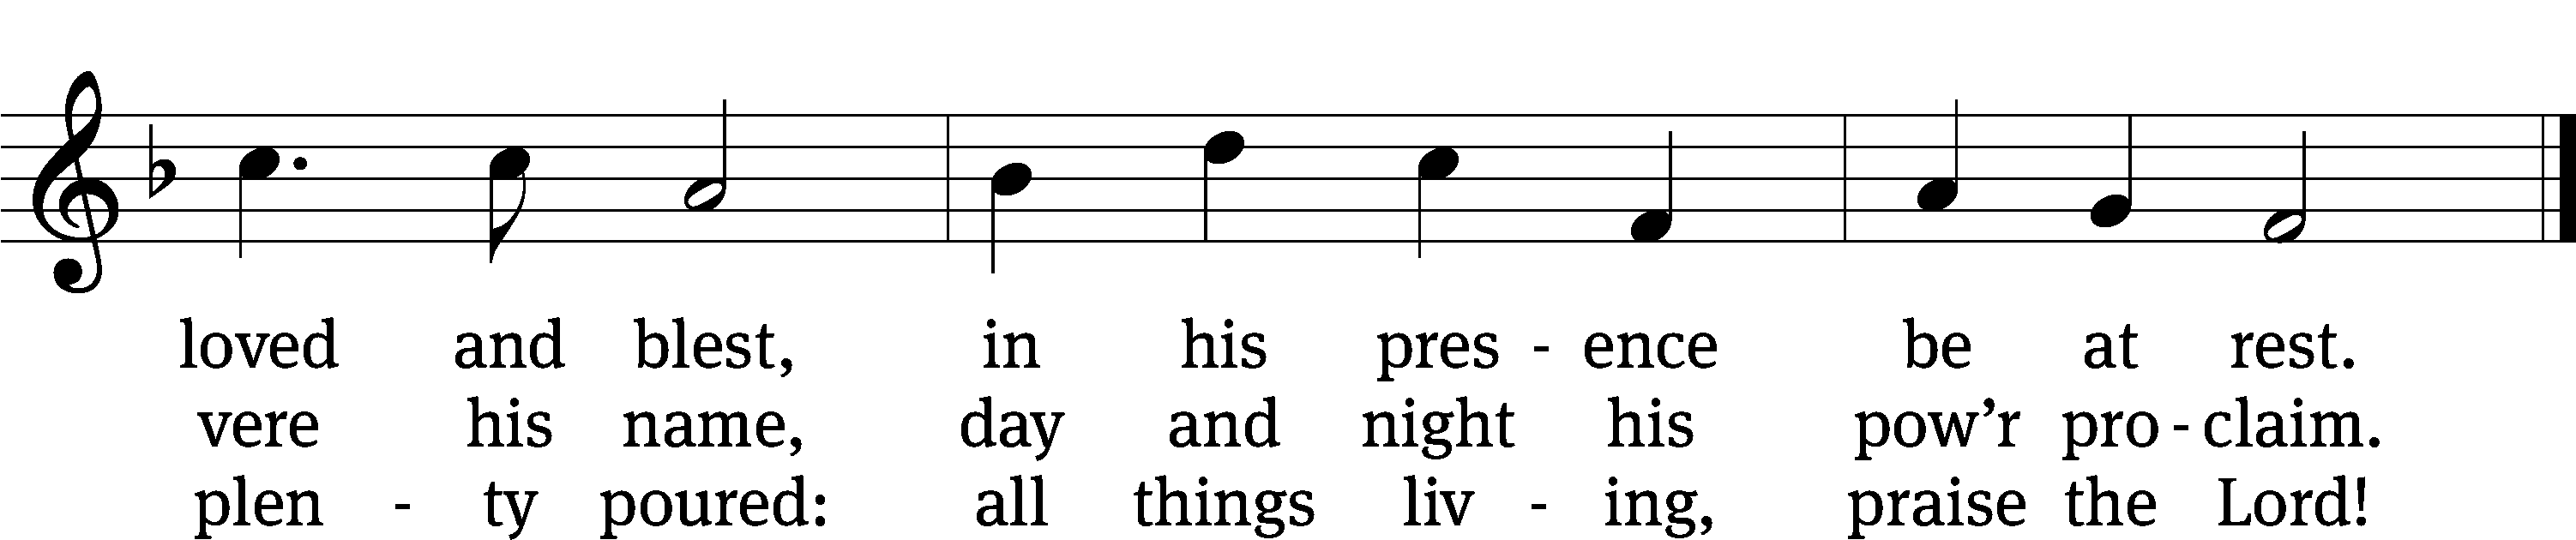 loved and blest, in his pres - ence be at rest.
vere his name, day and night his pow’r pro - claim.
plen - ty poured: all things liv - ing, praise the Lord!